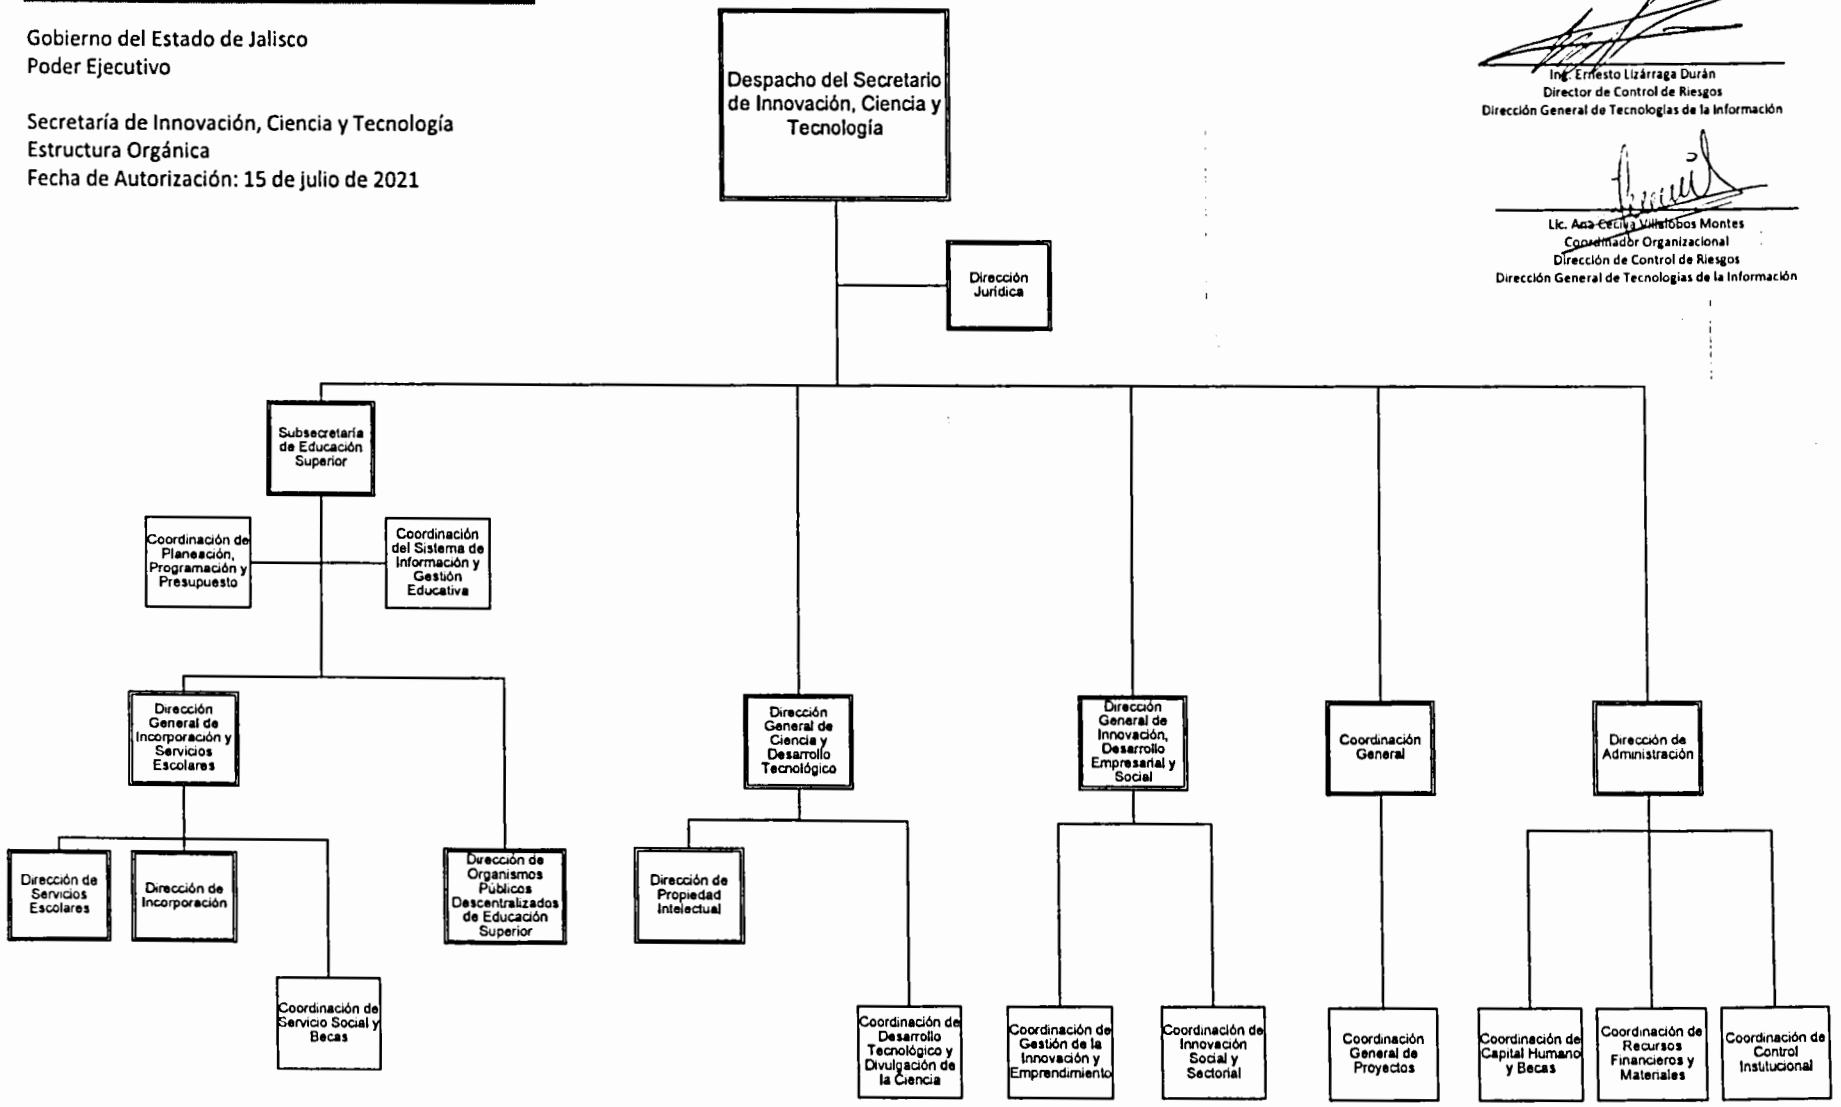 Gobierno del Estado de Jalisco
Poder Ejecutivo
Secretaría de Innovación, Ciencia y Tecnología
Estructura Orgánica
Fecha de Autorización: 15 de julio de 2021
Despacho del Secretario
de Innovación, Ciencia y
Tecnología
Ing. Ernesto Lizárraga Durán
Director de Control de Riesgos
Dirección General de Tecnologías de la Información
Lic. Ana Cecilia Villalobos Montes
Coordinador Organizacional
Dirección de Control de Riesgos
Dirección General de Tecnologías de la Información
Dirección
Jurídica
Subsecretaría
de Educación
Superior
Coordinación de
Planeación,
Programación y
Presupuesto
Coordinación
del Sistema de
Información y
Gestión
Educativa
Dirección
General de
Incorporación y
Servicios
Escolares
Dirección
General de
Ciencia y
Desarrollo
Tecnológico
Dirección
General de
Innovación,
Desarrollo
Empresarial y
Social
Coordinación
General
Dirección de
Administración
Dirección de
Servicios
Escolares
Dirección de
Incorporación
Dirección de
Organismos
Públicos
Descentralizados
de Educación
Superior
Dirección de
Propiedad
Intelectual
Coordinación de
Servicio Social y
Becas
Coordinación de
Desarrollo
Tecnológico y
Divulgación de
la Ciencia
Coordinación de
Gestión de la
Innovación y
Emprendimiento
Coordinación de
Innovación
Social y
Sectorial
Coordinación
General de
Proyectos
Coordinación de
Capital Humano
y Becas
Coordinación de
Recursos
Financieros y
Materiales
Coordinación de
Control
Institucional